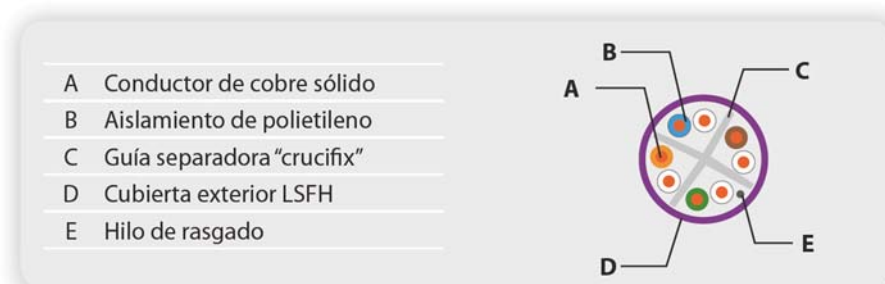 A Conductor de cobre sólido
B Aislamiento de polietileno
C Guía separadora "crucifix"
D Cubierta exterior LSFH
E Hilo de rasgado
B
C
A
E
D